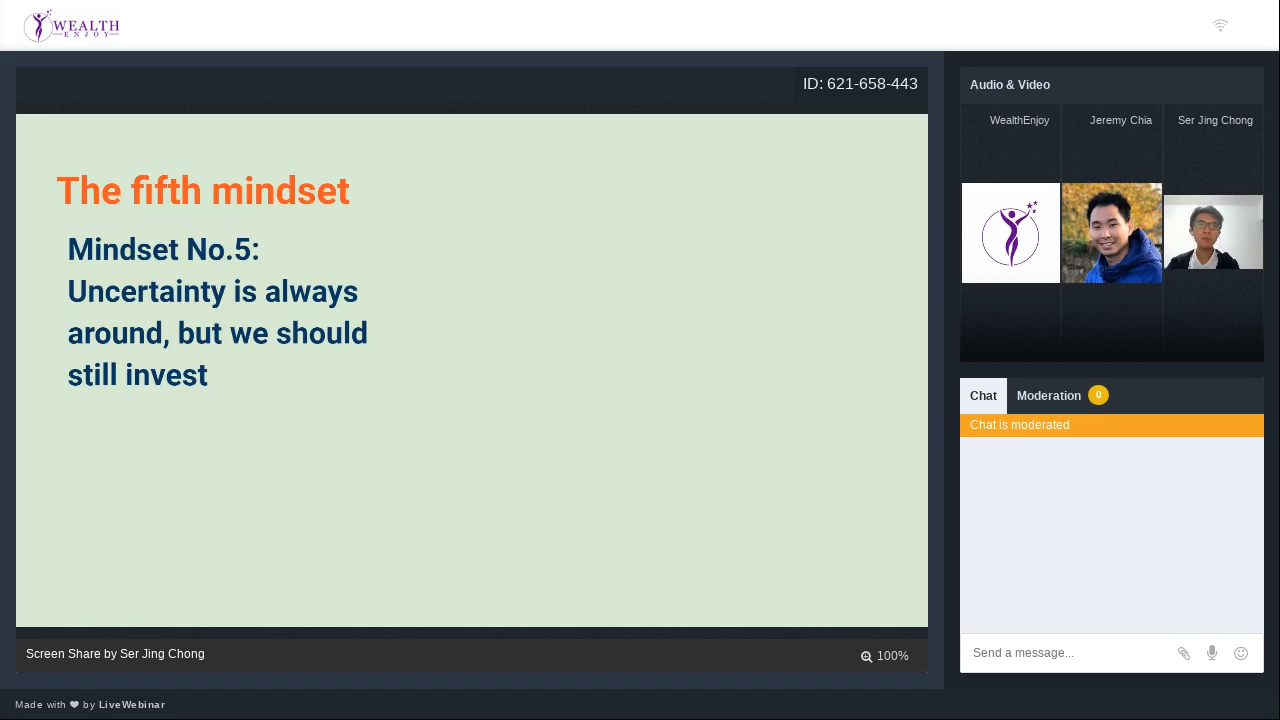 WEALTH
ENJOY
ID: 621-658-443
The fifth mindset
Mindset No.5:
Uncertainty is always
around, but we should
still invest
Screen Share by Ser Jing Chong
100%
Audio & Video
WealthEnjoy
Jeremy Chia
Ser Jing Chong
Chat
Moderation 0
Chat is moderated
Send a message...
Made with ❤ by LiveWebinar